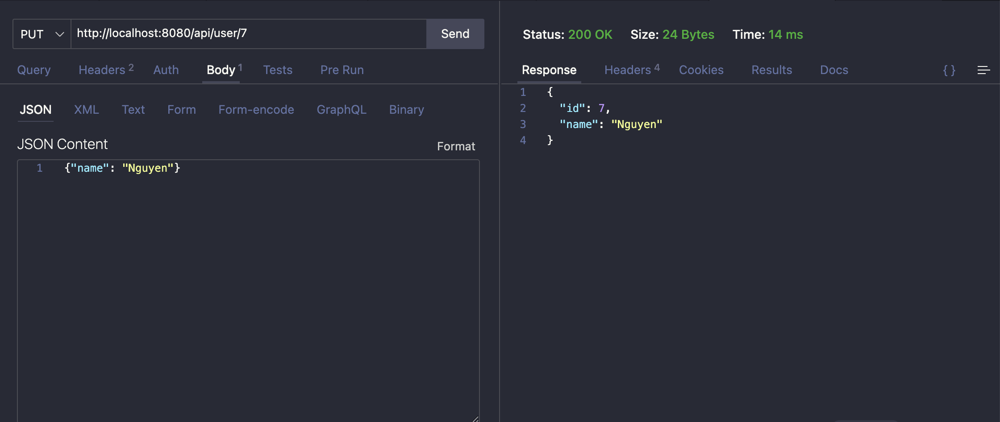 PUT http://localhost:8080/api/user/7 Send
Query Headers 2 Auth Body 1 Tests Pre Run
JSON XML Text Form Form-encode GraphQL Binary
JSON Content Format
1 {"name": "Nguyen"}
Status: 200 OK Size: 24 Bytes Time: 14 ms
Response Headers 4 Cookies Results Docs { }
1 {
2 "id": 7,
3 "name": "Nguyen"
4 }